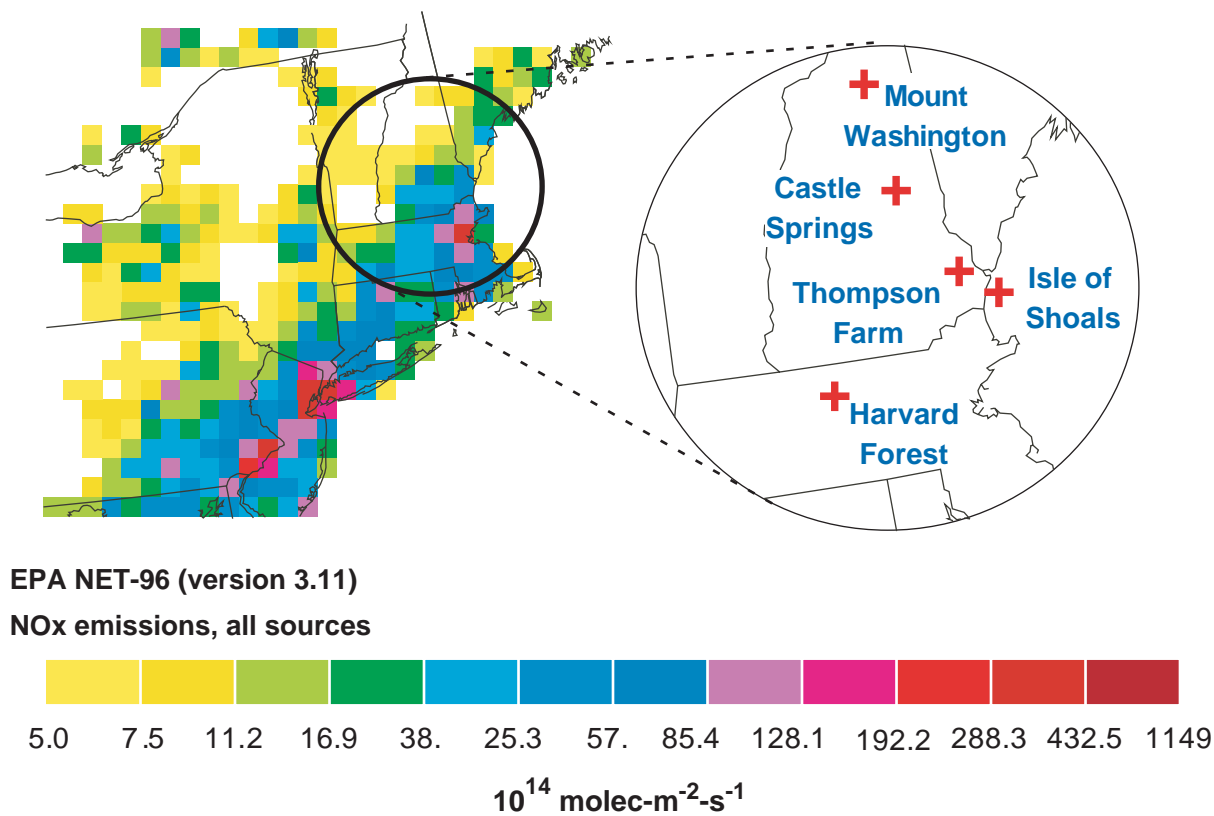 Mount
Washington
Castle
Springs
Thompson
Farm
Isle of
Shoals
Harvard
Forest
EPA NET-96 (version 3.11)
NOx emissions, all sources
5.0 7.5 11.2 16.9 38. 25.3 57. 85.4 128.1 192.2 288.3 432.5 1149
10^14 molec-m^-2-s^-1